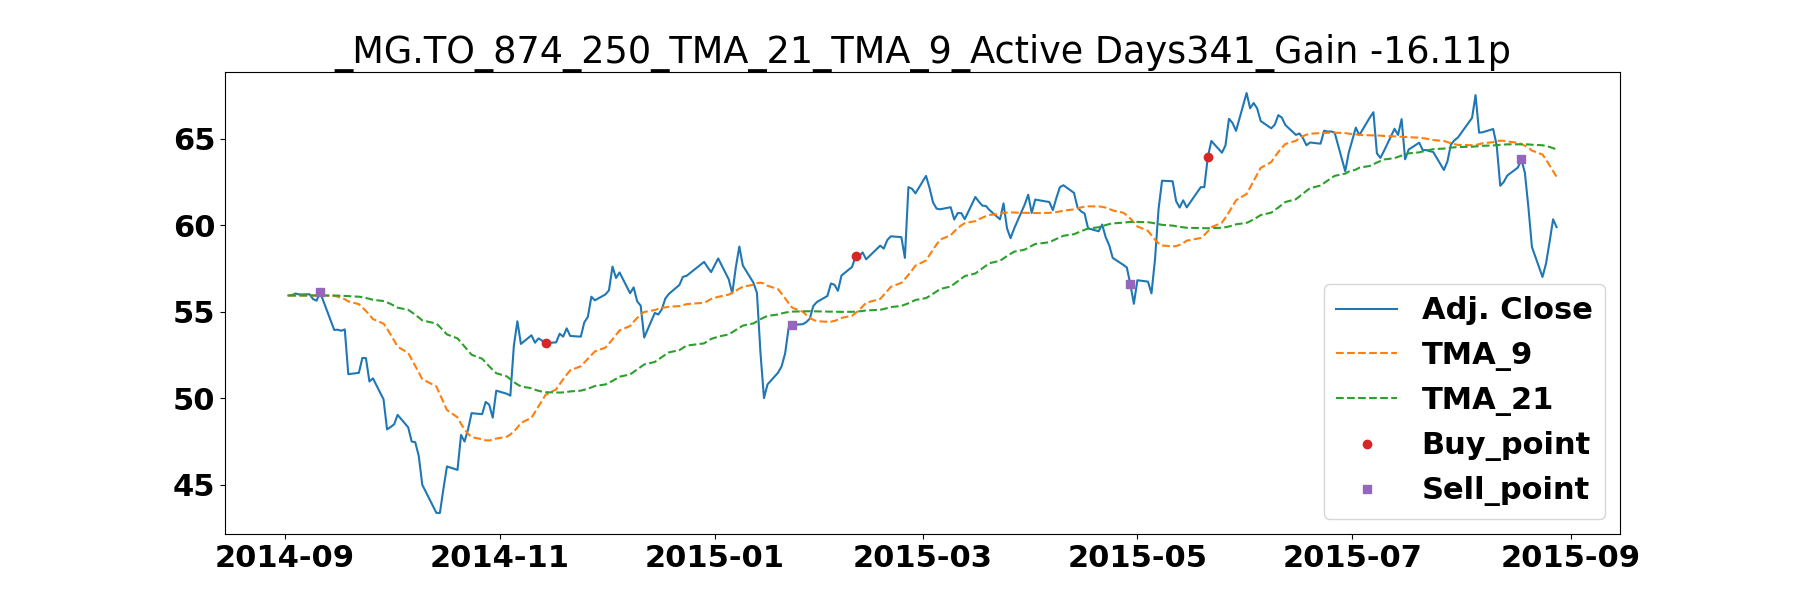 _MG.TO_874_250_TMA_21_TMA_9_Active Days341_Gain -16.11p
65
60
55
50
45
Adj. Close
TMA_9
TMA_21
Buy_point
Sell_point
2014-09 2014-11 2015-01 2015-03 2015-05 2015-07 2015-09